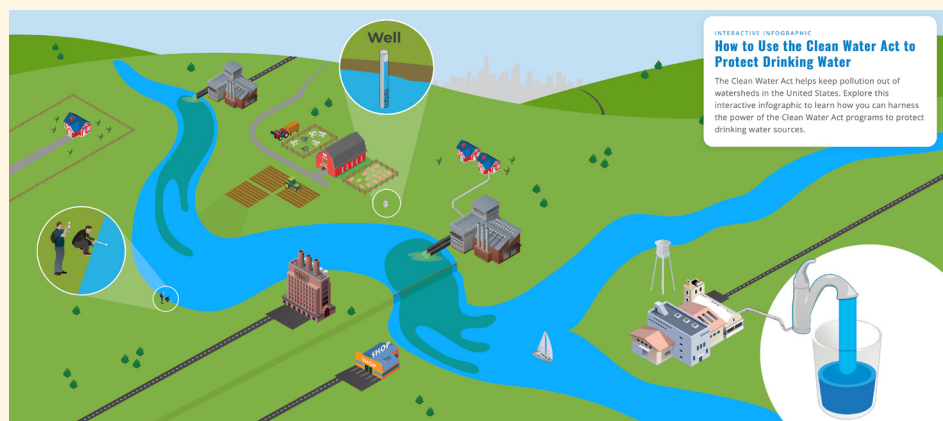 Well
INTERACTIVE INFOGRAPHIC
How to Use the Clean Water Act to
Protect Drinking Water
The Clean Water Act helps keep pollution out of
watersheds in the United States. Explore this
interactive infographic to learn how you can harness
the power of the Clean Water Act programs to protect
drinking water sources.
SHOP
SHOP